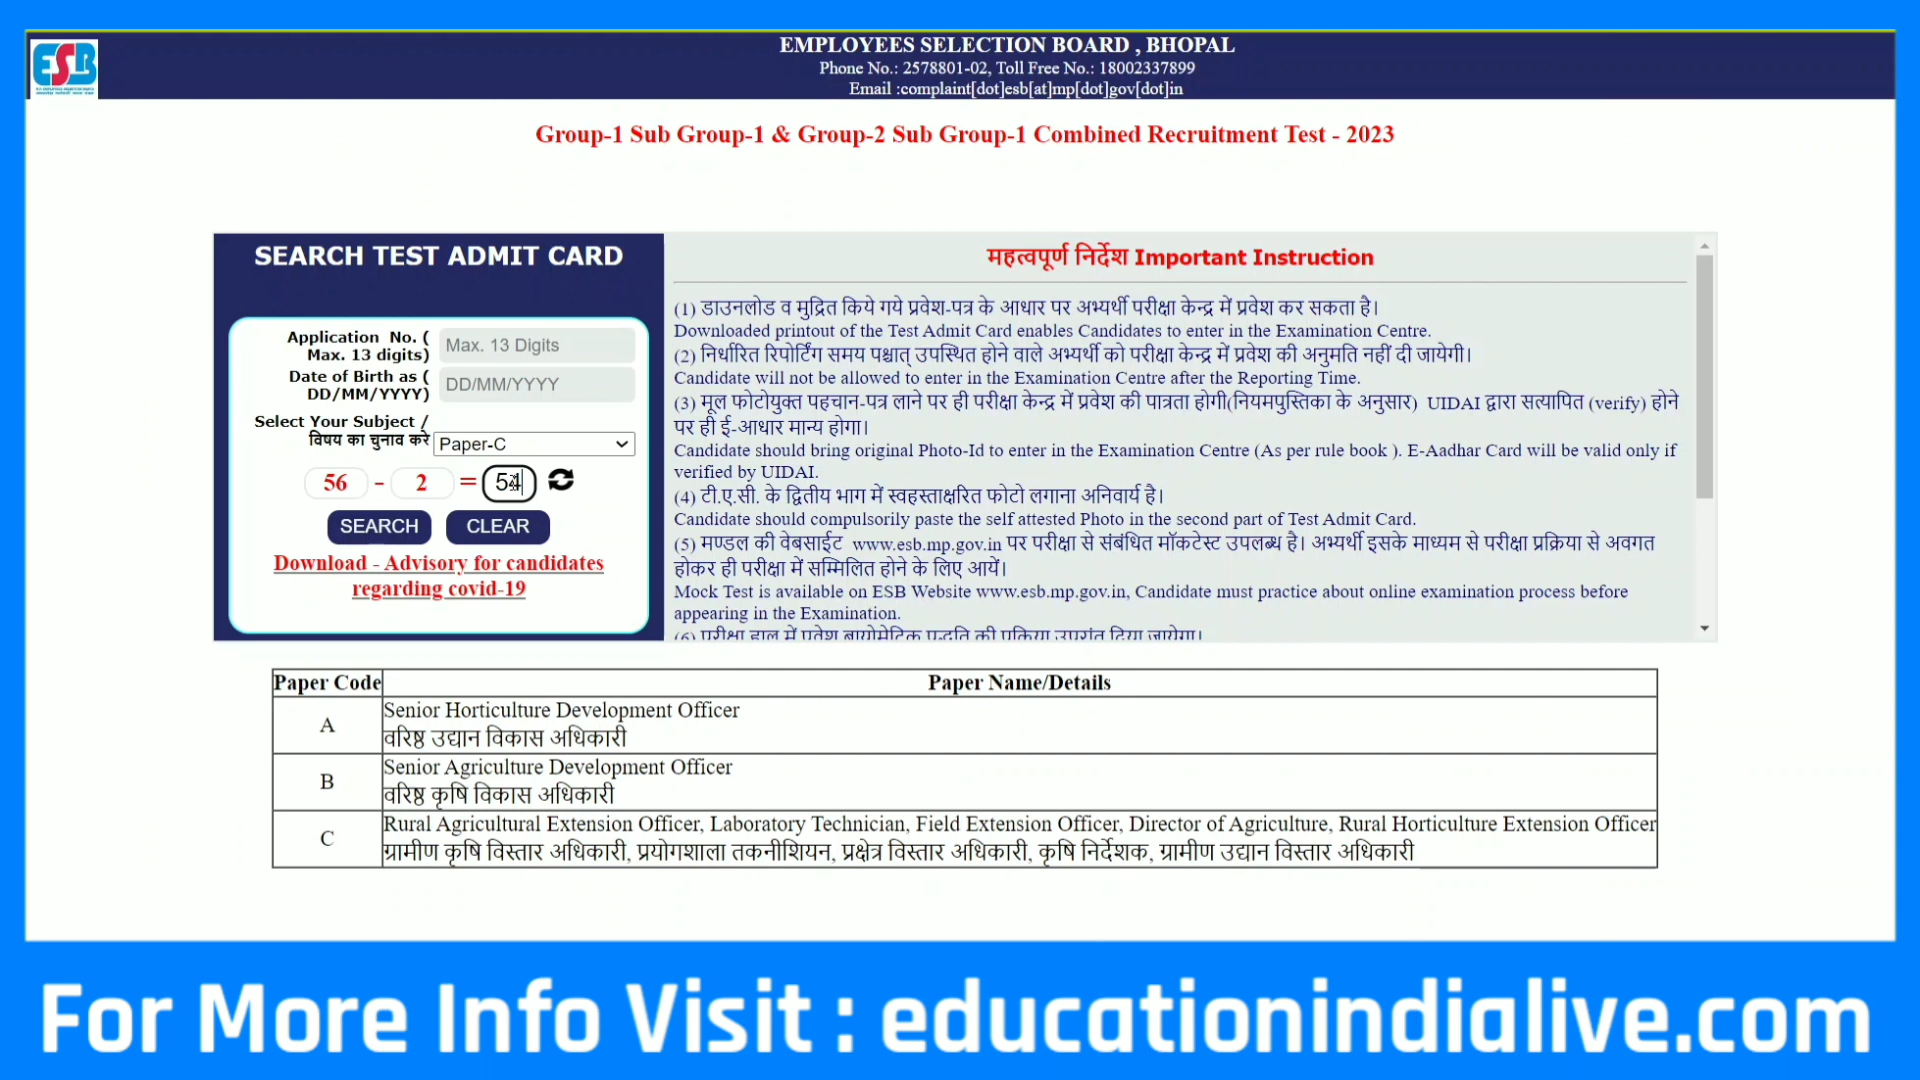 ESB
EMPLOYEES SELECTION BOARD , BHOPAL
Phone No.: 2578801-02, Toll Free No.: 18002337899
Email :complaint[dot]esb[at]mp[dot]gov[dot]in
Group-1 Sub Group-1 & Group-2 Sub Group-1 Combined Recruitment Test - 2023
SEARCH TEST ADMIT CARD
Application No. (
Max. 13 digits)
Max. 13 Digits
Date of Birth as (
DD/MM/YYYY)
DD/MM/YYYY
Select Your Subject /
विषय का चुनाव करे
Paper-C
56 - 2 = 54
SEARCH CLEAR
Download - Advisory for candidates
regarding covid-19
महत्वपूर्ण निर्देश Important Instruction
(1) डाउनलोड व मुद्रित किये गये प्रवेश-पत्र के आधार पर अभ्यर्थी परीक्षा केन्द्र में प्रवेश कर सकता है।
Downloaded printout of the Test Admit Card enables Candidates to enter in the Examination Centre.
(2) निर्धारित रिपोर्टिंग समय पश्चात् उपस्थित होने वाले अभ्यर्थी को परीक्षा केन्द्र में प्रवेश की अनुमति नहीं दी जायेगी।
Candidate will not be allowed to enter in the Examination Centre after the Reporting Time.
(3) मूल फोटोयुक्त पहचान-पत्र लाने पर ही परीक्षा केन्द्र में प्रवेश की पात्रता होगी(नियमपुस्तिका के अनुसार) UIDAI द्वारा सत्यापित (verify) होने
पर ही ई-आधार मान्य होगा।
Candidate should bring original Photo-Id to enter in the Examination Centre (As per rule book ). E-Aadhar Card will be valid only if
verified by UIDAI.
(4) टी.ए.सी. के द्वितीय भाग में स्वहस्ताक्षरित फोटो लगाना अनिवार्य है।
Candidate should compulsorily paste the self attested Photo in the second part of Test Admit Card.
(5) मण्डल की वेबसाईट www.esb.mp.gov.in पर परीक्षा से संबंधित मॉकटेस्ट उपलब्ध है। अभ्यर्थी इसके माध्यम से परीक्षा प्रक्रिया से अवगत
होकर ही परीक्षा में सम्मिलित होने के लिए आयें।
Mock Test is available on ESB Website www.esb.mp.gov.in, Candidate must practice about online examination process before
appearing in the Examination.
(6) परीक्षा हाल में प्रवेश बायोमेटिक पद्धति की प्रक्रिया उपरांत दिया जायेगा।
Paper Code Paper Name/Details
A
Senior Horticulture Development Officer
वरिष्ठ उद्यान विकास अधिकारी
B
Senior Agriculture Development Officer
वरिष्ठ कृषि विकास अधिकारी
C
Rural Agricultural Extension Officer, Laboratory Technician, Field Extension Officer, Director of Agriculture, Rural Horticulture Extension Officer
ग्रामीण कृषि विस्तार अधिकारी, प्रयोगशाला तकनीशियन, प्रक्षेत्र विस्तार अधिकारी, कृषि निर्देशक, ग्रामीण उद्यान विस्तार अधिकारी
For More Info Visit : educationindialive.com